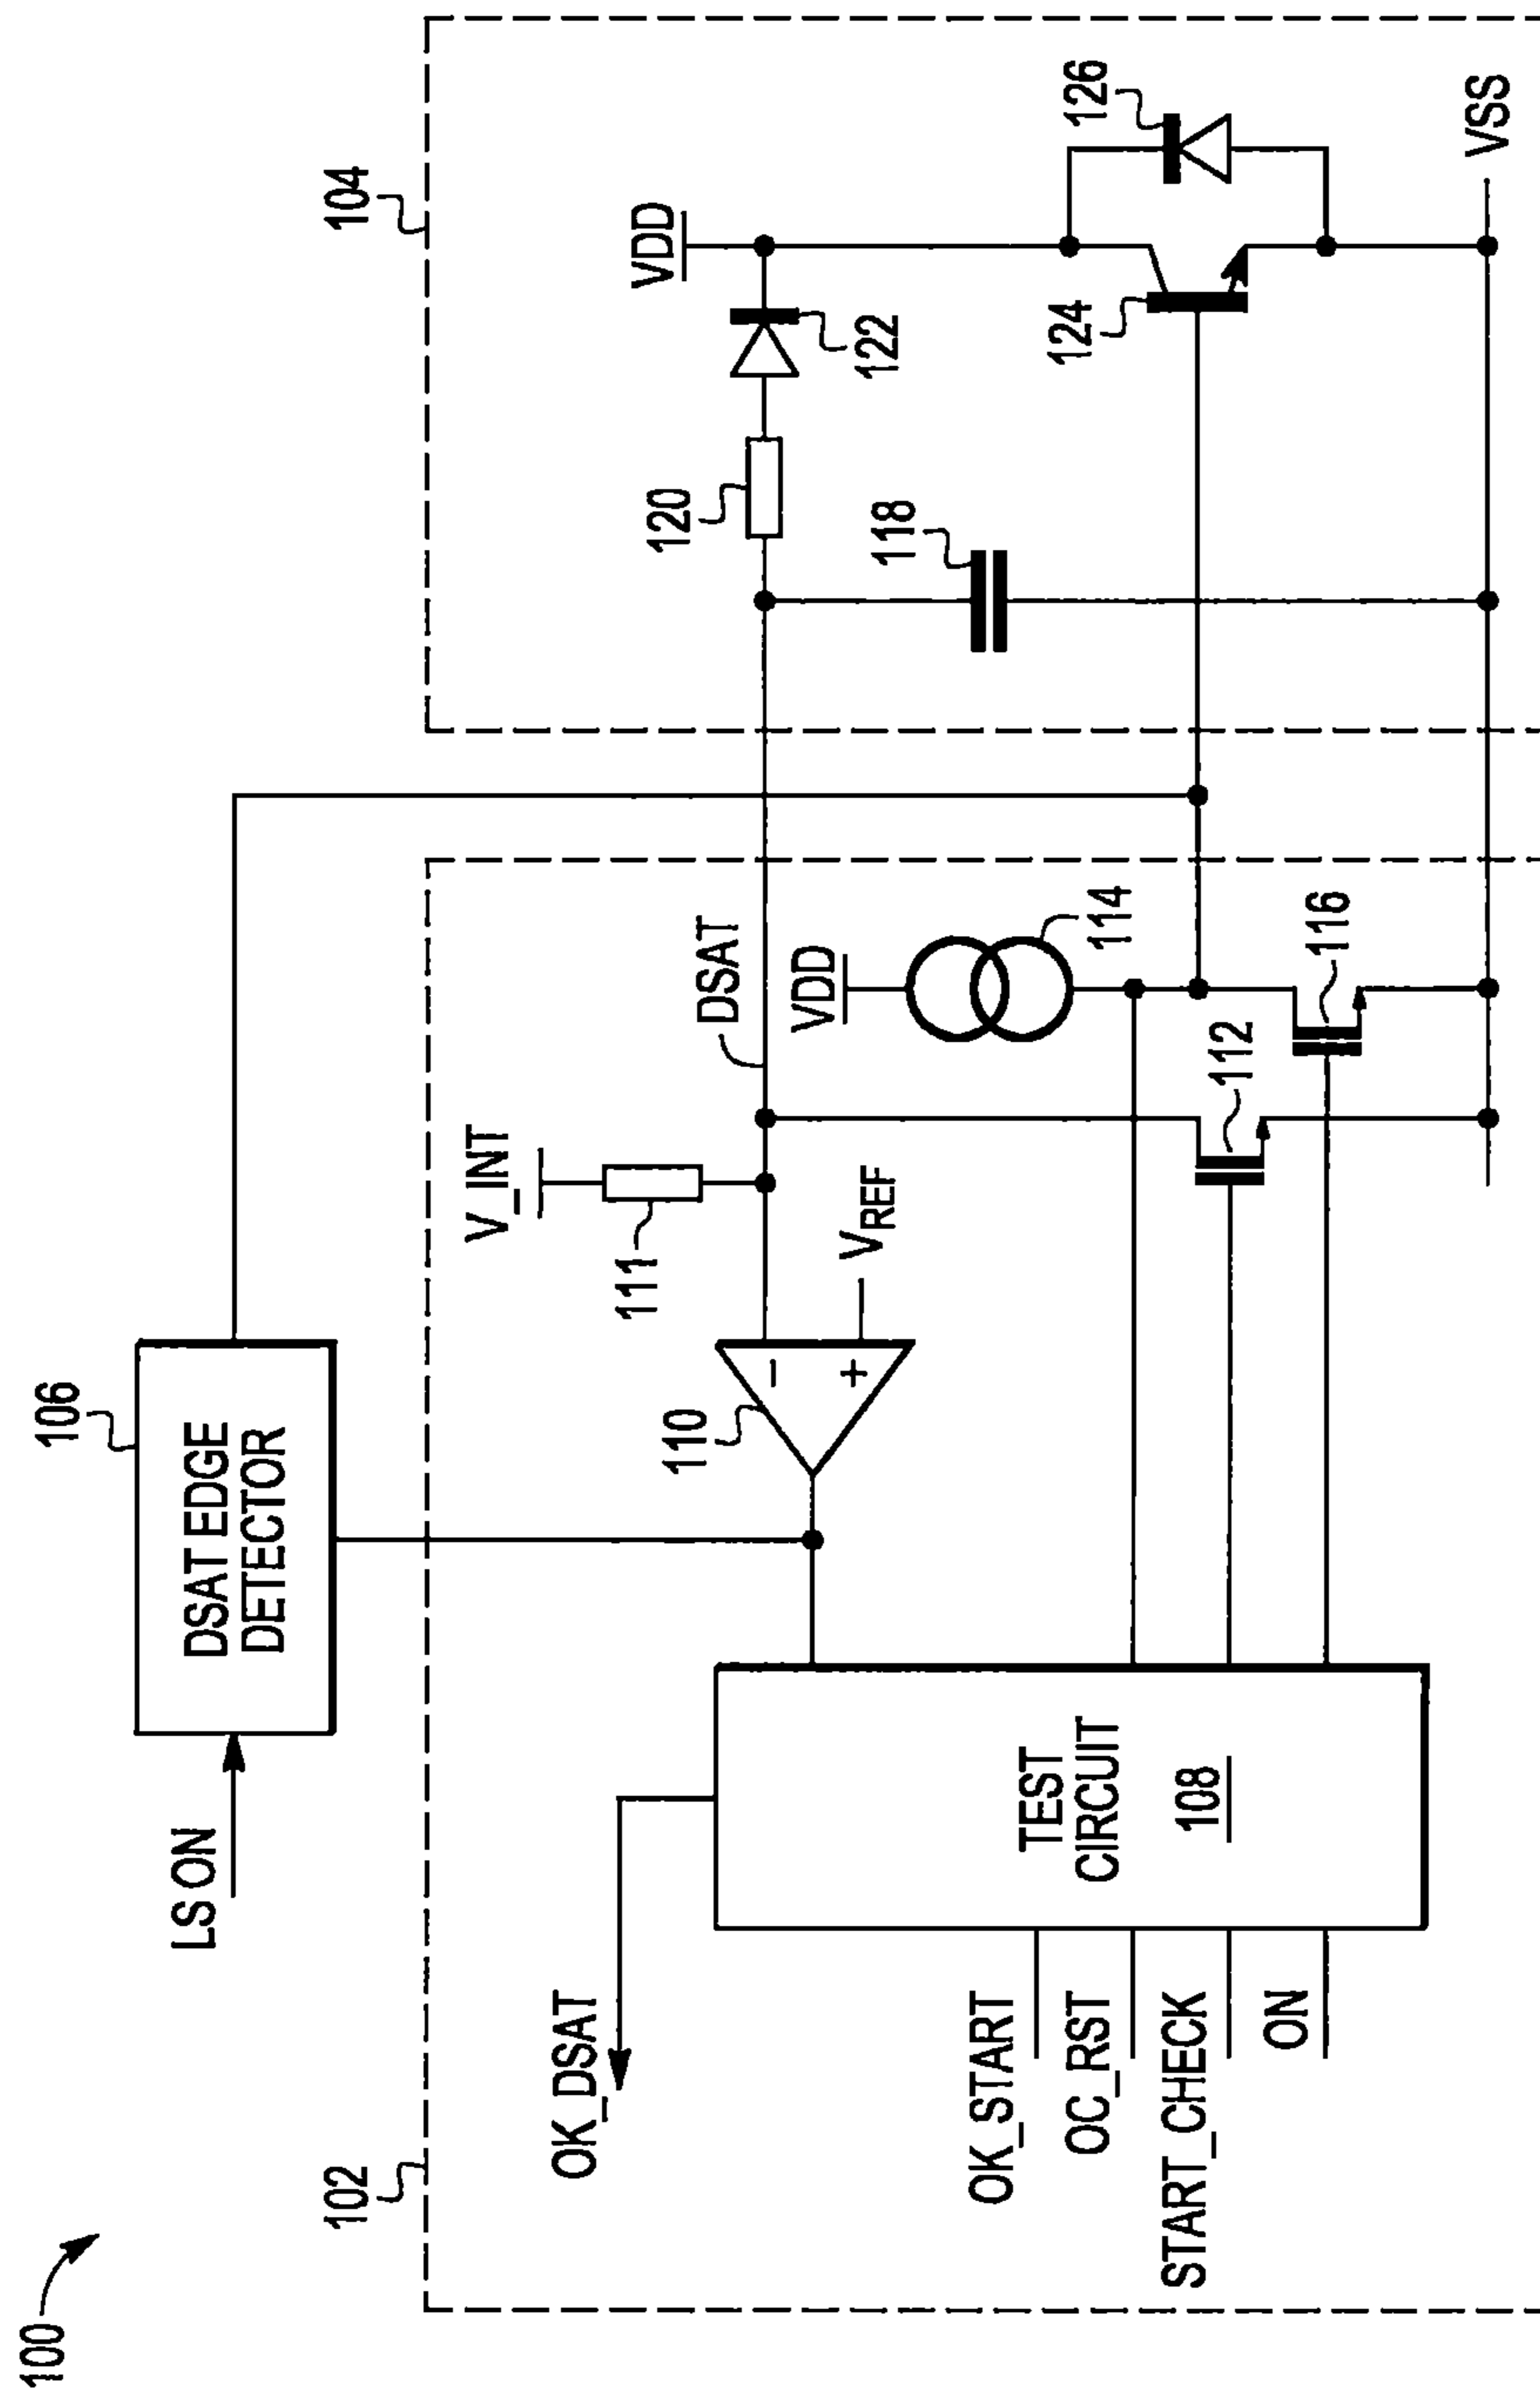 100
102
104
106
DSAT EDGE
DETECTOR
LS ON
OK_DSAT
V_INT
111
110
–
+
VREF
DSAT
VDD
114
112
116
TEST
CIRCUIT
108
OK_START
OC_RST
START_CHECK
ON
VDD
120
122
118
124
126
VSS